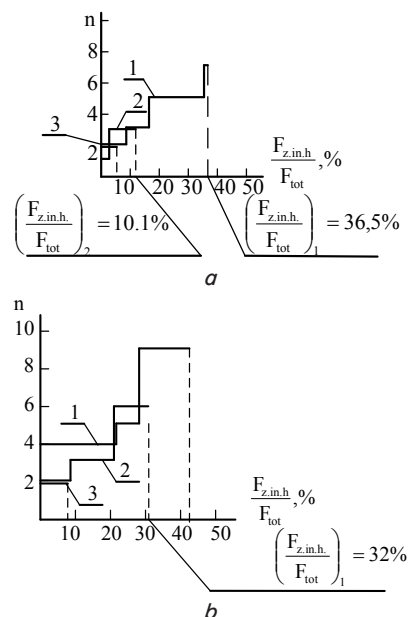 n
8
6
4
2
1
2
3
10 20 30 40 50
F_z.in.h. / F_tot ,%
(F_z.in.h. / F_tot)_2 = 10.1%
(F_z.in.h. / F_tot)_1 = 36,5%
a
n
10
8
6
4
2
1
2
3
10 20 30 40 50
F_z.in.h / F_tot ,%
(F_z.in.h. / F_tot)_1 = 32%
b